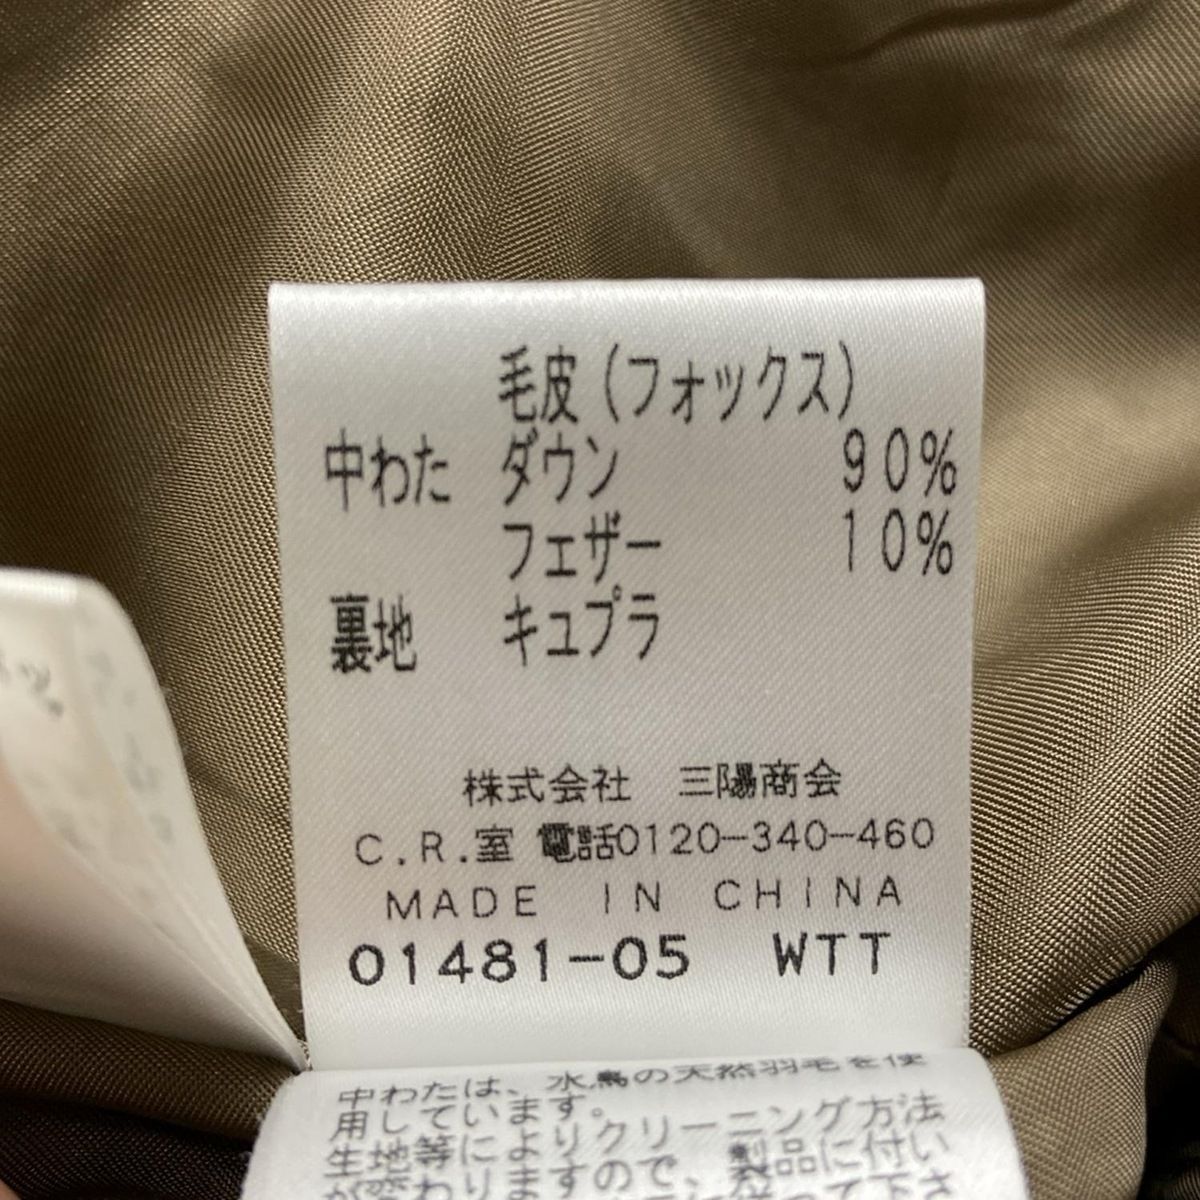 毛皮(フォックス)
中わた ダウン 90%
フェザー 10%
裏地 キュプラ
株式会社 三陽商会
C.R.室 電話0120-340-460
MADE IN CHINA
01481-05 WTT
中わたは、水鳥の天然羽毛を使
用しています。
生地等によりクリーニング方法
が変わりますので、製品に付い